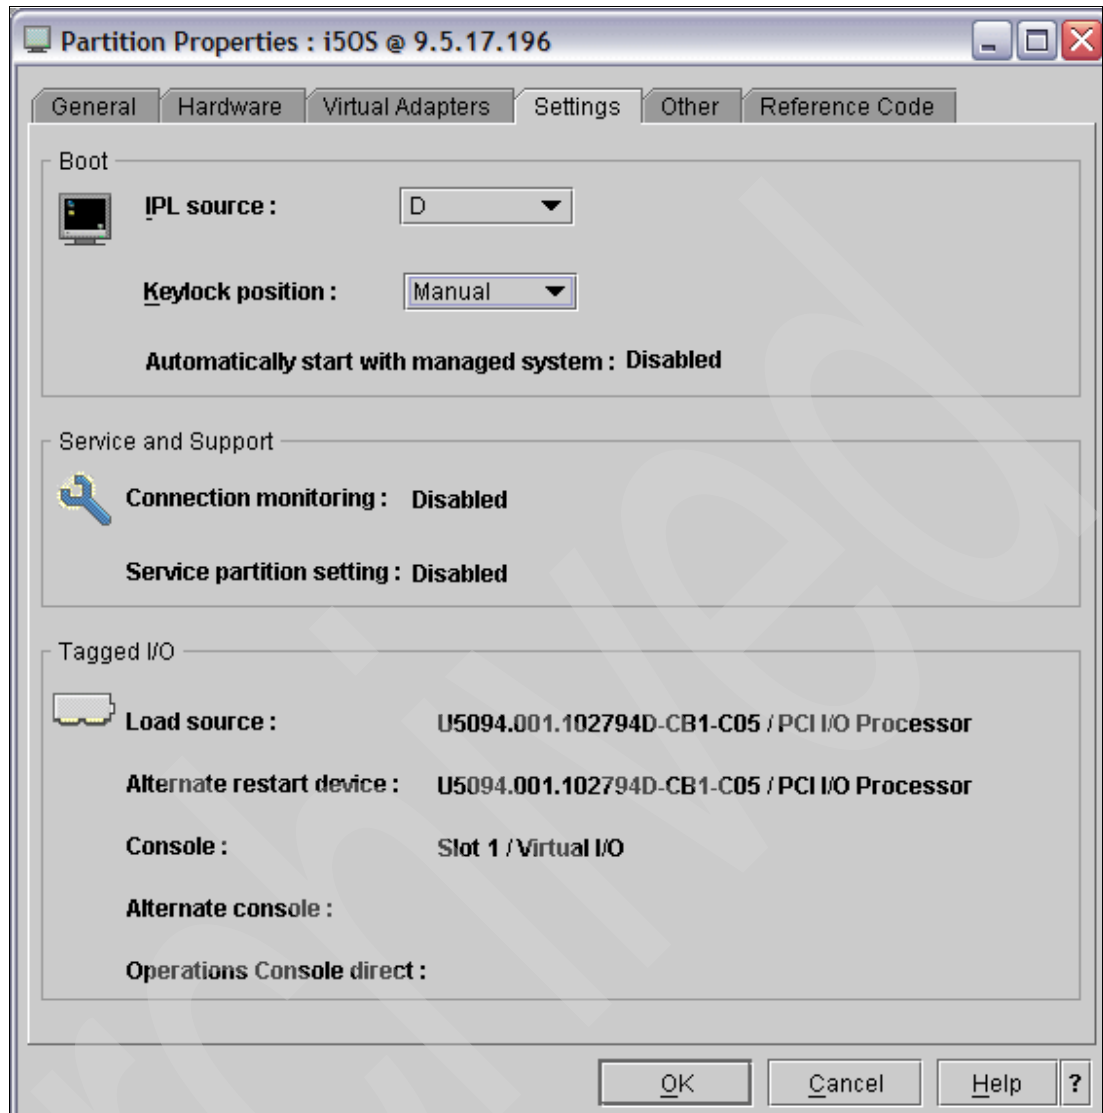 Partition Properties : i5OS @ 9.5.17.196
General Hardware Virtual Adapters Settings Other Reference Code
Boot
IPL source : D
Keylock position : Manual
Automatically start with managed system : Disabled
Service and Support
Connection monitoring : Disabled
Service partition setting : Disabled
Tagged I/O
Load source : U5094.001.102794D-CB1-C05 / PCI I/O Processor
Alternate restart device : U5094.001.102794D-CB1-C05 / PCI I/O Processor
Console : Slot 1 / Virtual I/O
Alternate console :
Operations Console direct :
OK Cancel Help ?